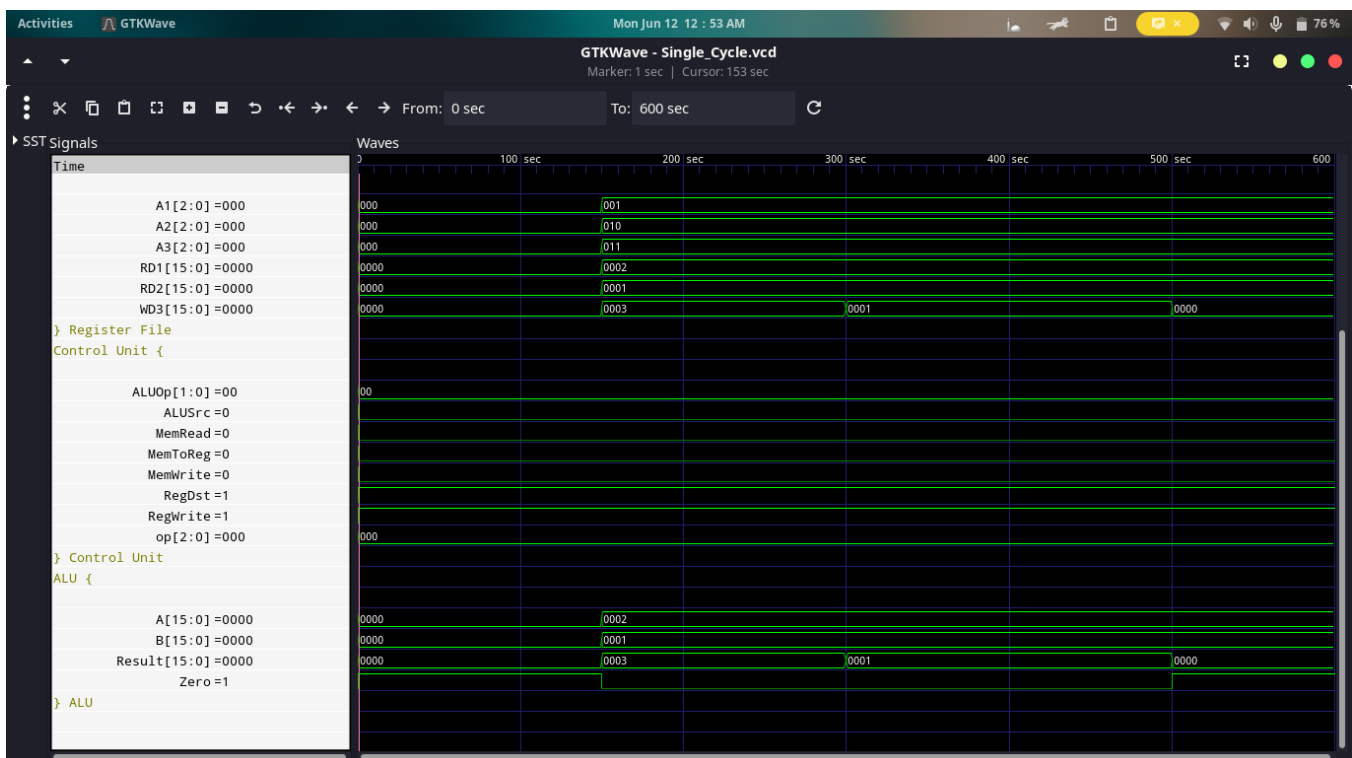 Activities GTKWave Mon Jun 12 12 : 53 AM 76 %
GTKWave - Single_Cycle.vcd
Marker: 1 sec | Cursor: 153 sec
From: 0 sec To: 600 sec
SST Signals Waves
Time 0 100 sec 200 sec 300 sec 400 sec 500 sec 600
A1[2:0] =000 000 001
A2[2:0] =000 000 010
A3[2:0] =000 000 011
RD1[15:0] =0000 0000 0002
RD2[15:0] =0000 0000 0001
WD3[15:0] =0000 0000 0003 0001 0000
} Register File
Control Unit {
ALUOp[1:0] =00 00
ALUSrc =0
MemRead =0
MemToReg =0
MemWrite =0
RegDst =1
RegWrite =1
op[2:0] =000 000
} Control Unit
ALU {
A[15:0] =0000 0000 0002
B[15:0] =0000 0000 0001
Result[15:0] =0000 0000 0003 0001 0000
Zero =1
} ALU